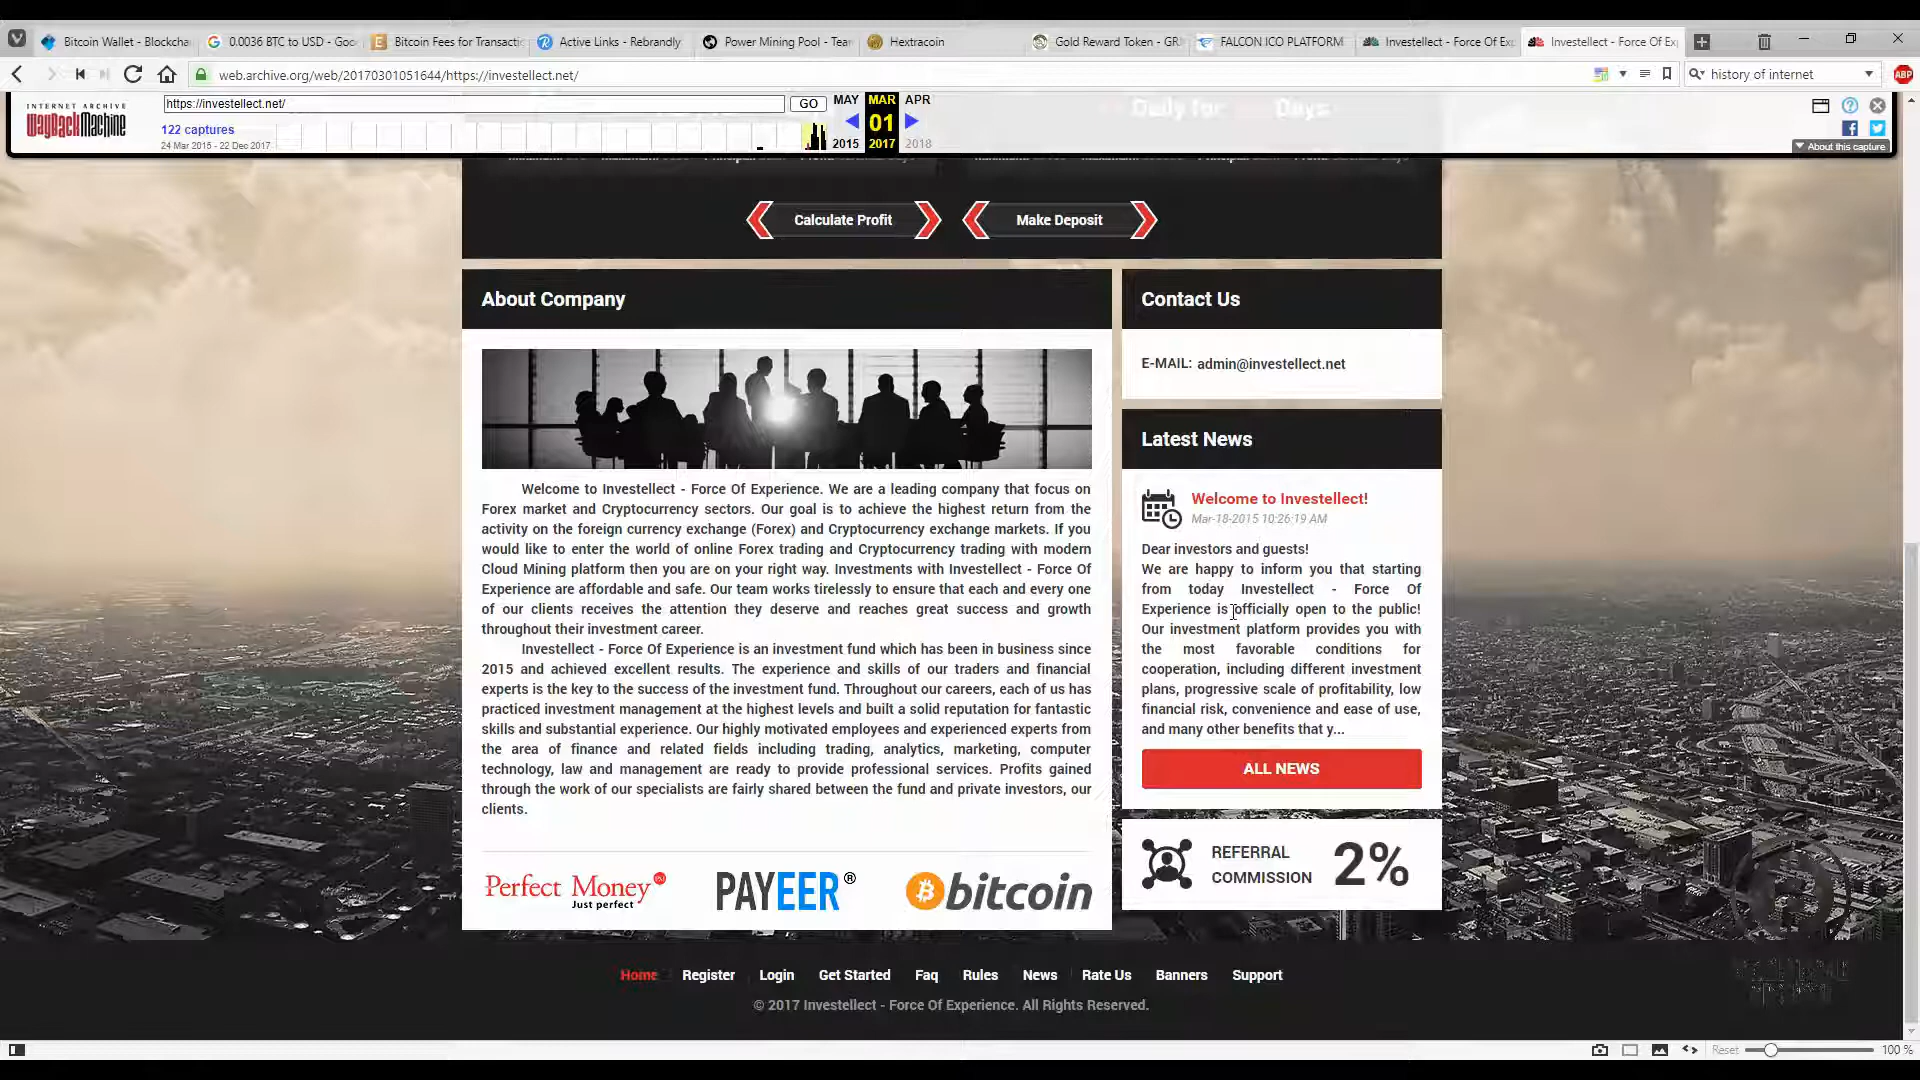 Bitcoin Wallet - Blockcha
0.0036 BTC to USD - Goo
Bitcoin Fees for Transacti
Active Links - Rebrandly
Power Mining Pool - Tear
Hextracoin
Gold Reward Token - GR
FALCON ICO PLATFORM
Investellect - Force Of Ex
Investellect - Force Of Ex
web.archive.org/web/20170301051644/https://investellect.net/
history of internet
ABP
INTERNET ARCHIVE
WayBackMachine
https://investellect.net/
GO
MAY
MAR
APR
122 captures
01
24 Mar 2015 - 22 Dec 2017
2015
2017
2018
About this capture
Daily for Days
Calculate Profit
Make Deposit
About Company
Welcome to Investellect - Force Of Experience. We are a leading company that focus on
Forex market and Cryptocurrency sectors. Our goal is to achieve the highest return from the
activity on the foreign currency exchange (Forex) and Cryptocurrency exchange markets. If you
would like to enter the world of online Forex trading and Cryptocurrency trading with modern
Cloud Mining platform then you are on your right way. Investments with Investellect - Force Of
Experience are affordable and safe. Our team works tirelessly to ensure that each and every one
of our clients receives the attention they deserve and reaches great success and growth
throughout their investment career.
Investellect - Force Of Experience is an investment fund which has been in business since
2015 and achieved excellent results. The experience and skills of our traders and financial
experts is the key to the success of the investment fund. Throughout our careers, each of us has
practiced investment management at the highest levels and built a solid reputation for fantastic
skills and substantial experience. Our highly motivated employees and experienced experts from
the area of finance and related fields including trading, analytics, marketing, computer
technology, law and management are ready to provide professional services. Profits gained
through the work of our specialists are fairly shared between the fund and private investors, our
clients.
Perfect Money
Just perfect
PAYEER®
bitcoin
Contact Us
E-MAIL: admin@investellect.net
Latest News
Welcome to Investellect!
Mar-18-2015 10:26:19 AM
Dear investors and guests!
We are happy to inform you that starting
from today Investellect - Force Of
Experience is officially open to the public!
Our investment platform provides you with
the most favorable conditions for
cooperation, including different investment
plans, progressive scale of profitability, low
financial risk, convenience and ease of use,
and many other benefits that y...
ALL NEWS
REFERRAL
COMMISSION
2%
Home
Register
Login
Get Started
Faq
Rules
News
Rate Us
Banners
Support
© 2017 Investellect - Force Of Experience. All Rights Reserved.
Reset
100 %